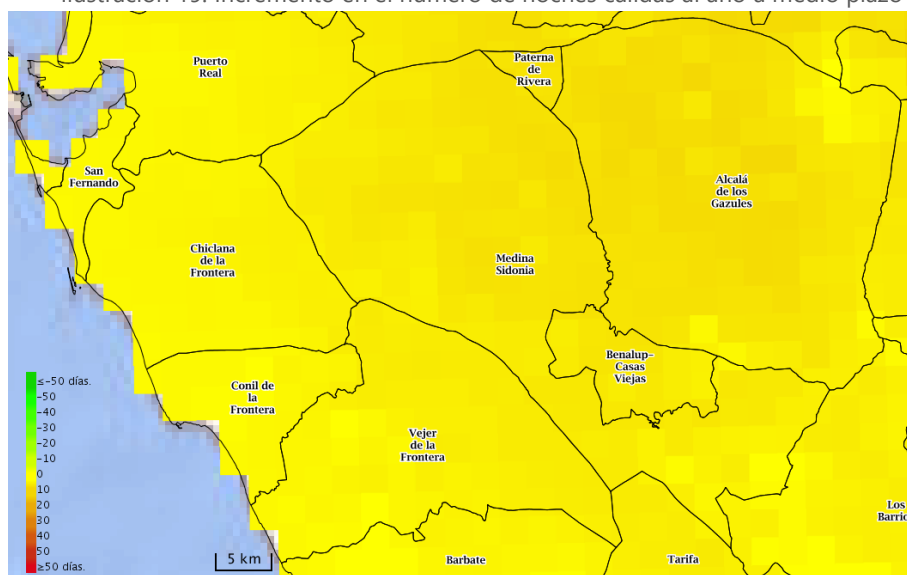 Ilustración 19. Incremento en el número de noches cálidas al año a medio plazo
Puerto
Real
Paterna
de
Rivera
San
Fernando
Alcalá
de los
Gazules
Chiclana
de la
Frontera
Medina
Sidonia
Benalup-
Casas
Viejas
Conil de
la
Frontera
Vejer
de la
Frontera
Los
Barrio
Barbate
Tarifa
≤-50 días.
-50
-40
-30
-20
-10
0
10
20
30
40
50
≥50 días.
5 km